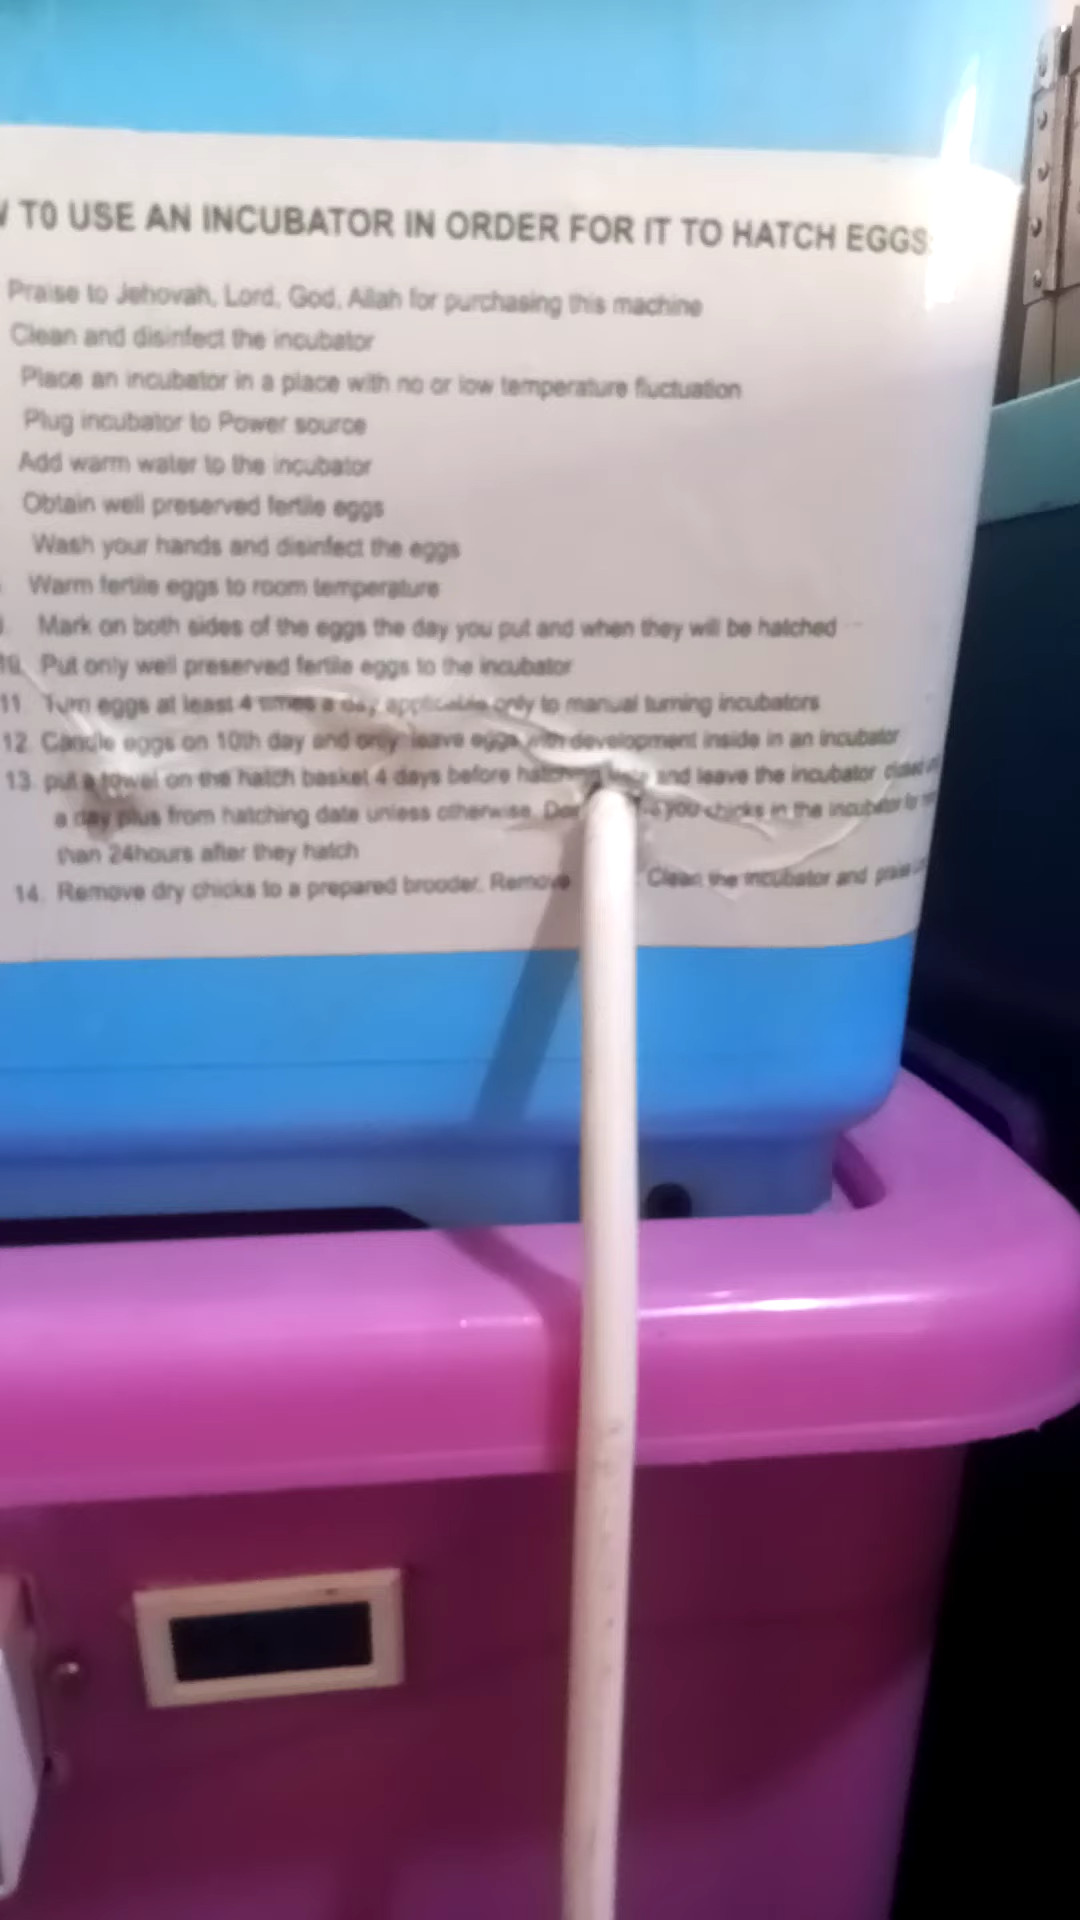 TO USE AN INCUBATOR IN ORDER FOR IT TO HATCH EGGS
Praise to Jehovah, Lord, God, Allah for purchasing this machine
Clean and disinfect the incubator
Place an incubator in a place with no or low temperature fluctuation
Plug incubator to Power source
Add warm water to the incubator
Obtain well preserved fertile eggs
Wash your hands and disinfect the eggs
Warm fertile eggs to room temperature
Mark on both sides of the eggs the day you put and when they will be hatched
10. Put only well preserved fertile eggs to the incubator
11. Turn eggs at least 4 times a day applicable only to manual turning incubators
12. Candle eggs on 10th day and only leave eggs with development inside in an incubator
13. put a towel on the hatch basket 4 days before hatching and leave the incubator closed
a day plus from hatching date unless otherwise. you chicks in the incubator for
than 24hours after they hatch
14. Remove dry chicks to a prepared brooder. Remove Clean the incubator and